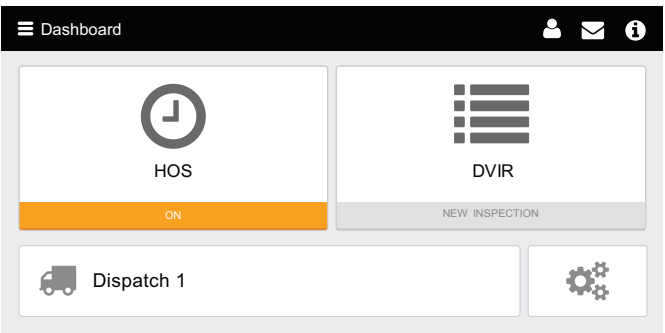 Dashboard
HOS
DVIR
ON
NEW INSPECTION
Dispatch 1